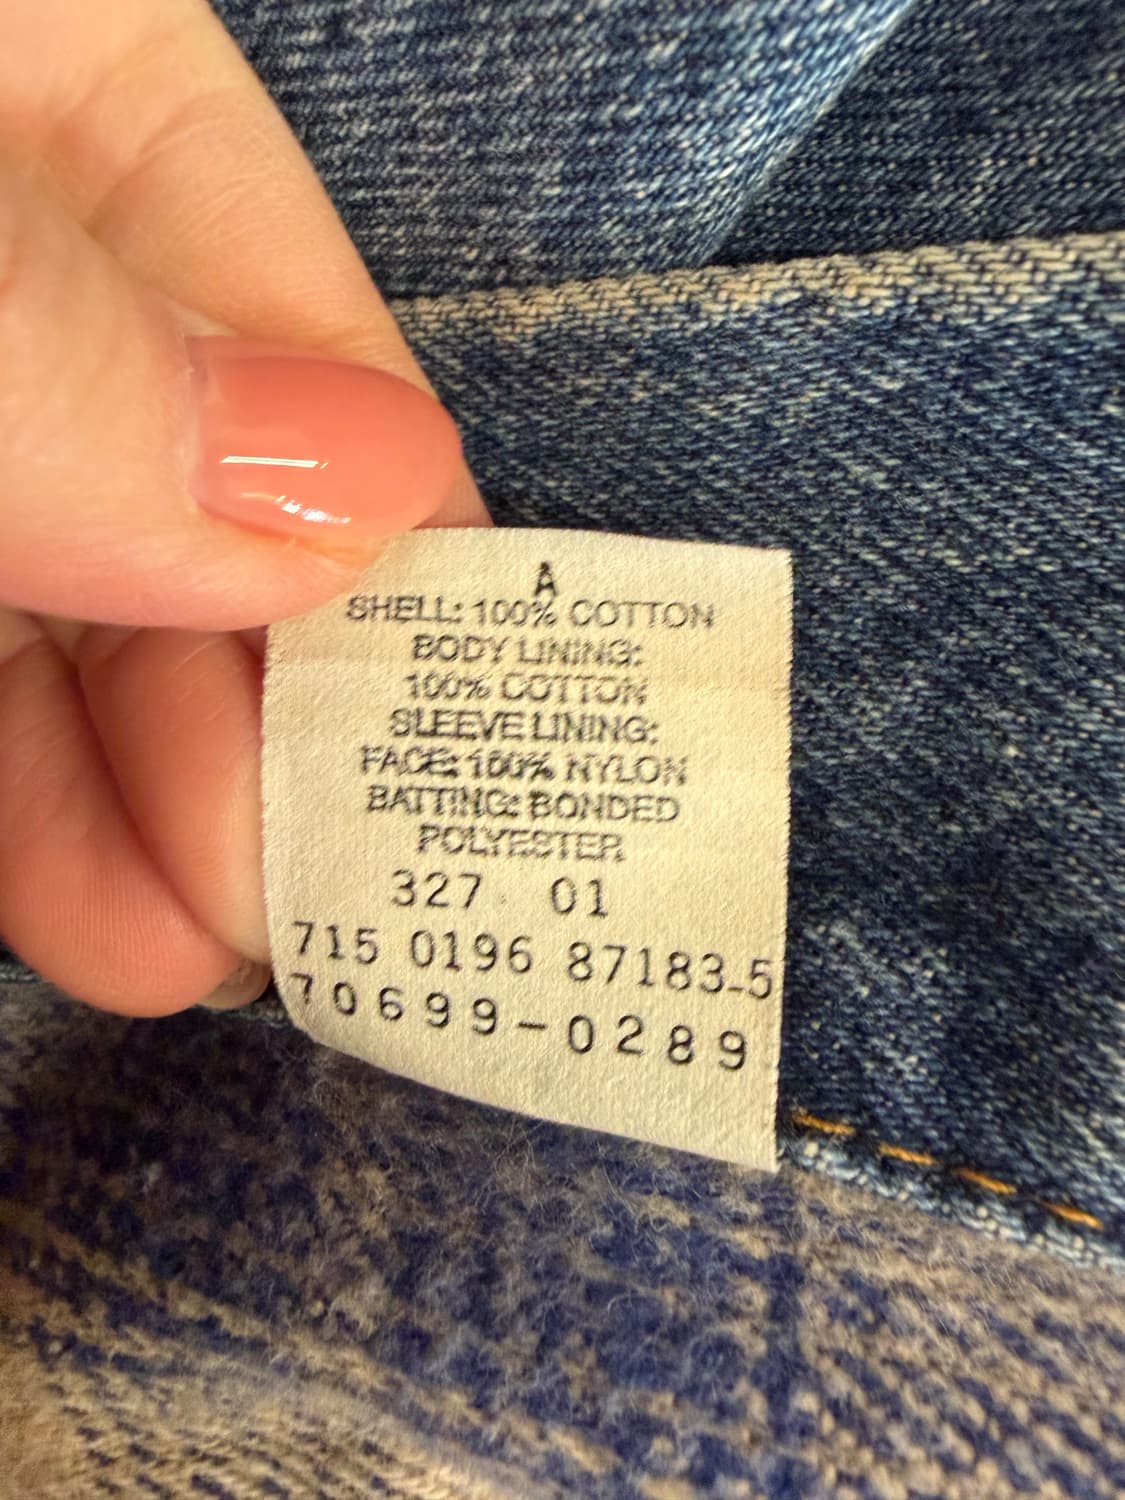 A
SHELL: 100% COTTON
BODY LINING:
100% COTTON
SLEEVE LINING:
FACE: 100% NYLON
BATTING: BONDED
POLYESTER
327 01
715 0196 87183-5
70699-0289